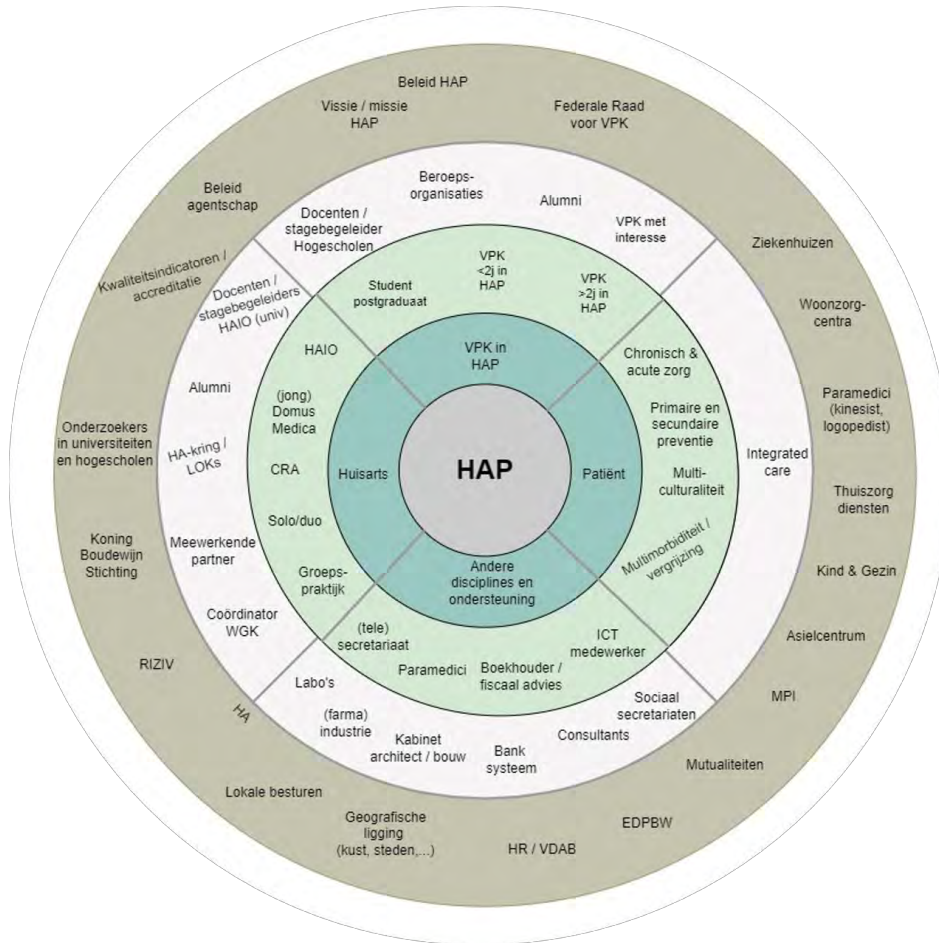 Beleid HAP
Vissie / missie
HAP
Federale Raad
voor VPK
Beleid
agentschap
Kwaliteitsindicatoren /
accreditatie
Onderzoekers
in universiteiten
en hogescholen
Koning
Boudewijn
Stichting
RIZIV
HA
Lokale besturen
Geografische
ligging
(kust, steden,...)
HR / VDAB
EDPBW
Mutualiteiten
MPI
Asielcentrum
Kind & Gezin
Thuiszorg
diensten
Paramedici
(kinesist,
logopedist)
Woonzorg-
centra
Ziekenhuizen
Beroeps-
organisaties
Alumni
VPK met
interesse
Docenten /
stagebegeleider
Hogescholen
Docenten /
stagebegeleiders
HAIO (univ)
Alumni
HA-kring /
LOKs
Meewerkende
partner
Coördinator
WGK
Labo's
(farma)
industrie
Kabinet
architect / bouw
Bank
systeem
Consultants
Sociaal
secretariaten
Integrated
care
Student
postgraduaat
VPK
<2j in
HAP
VPK
>2j in
HAP
Chronisch &
acute zorg
Primaire en
secundaire
preventie
Multi-
culturaliteit
Multimorbiditeit /
vergrijzing
ICT
medewerker
Boekhouder /
fiscaal advies
Paramedici
(tele)
secretariaat
Groeps-
praktijk
Solo/duo
CRA
(jong)
Domus
Medica
HAIO
VPK in
HAP
Huisarts
Patiënt
Andere
disciplines en
ondersteuning
HAP